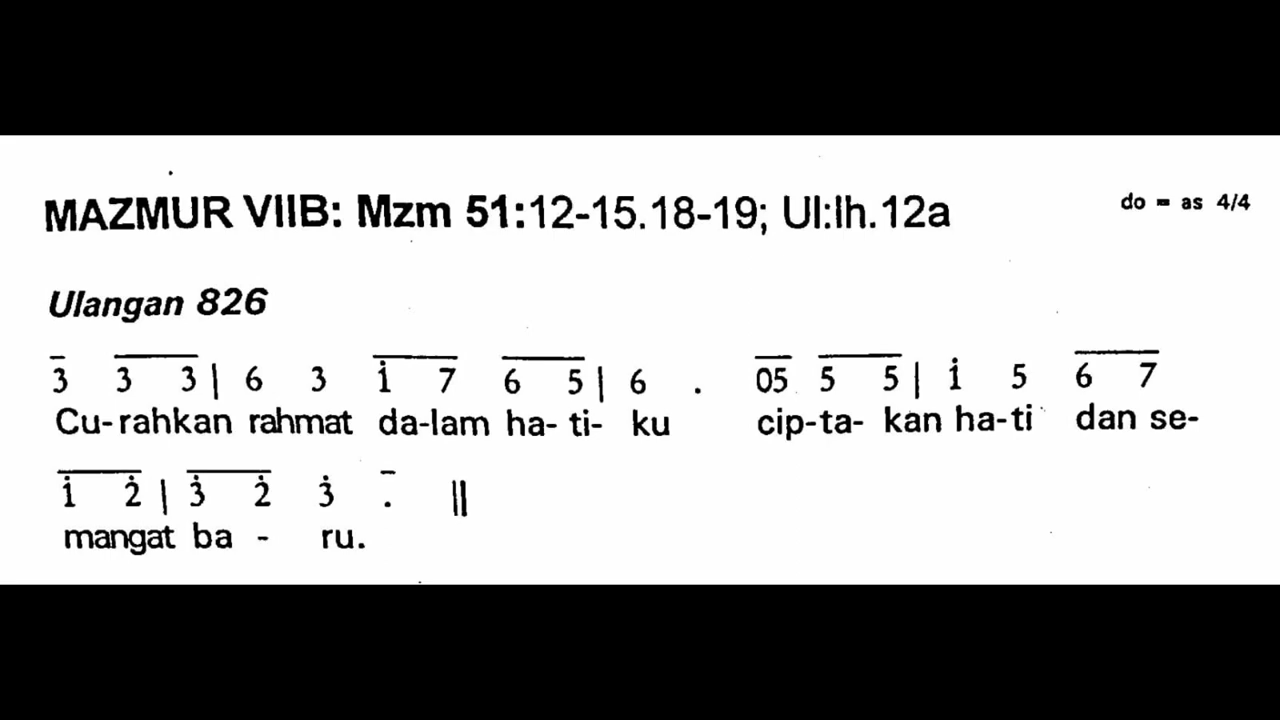 MAZMUR VIIB: Mzm 51:12-15.18-19; Ul:lh.12a do = as 4/4
Ulangan 826
3 3 3 | 6 3 1̇ 7 6 5 | 6 . 05 5 5 | 1̇ 5 6 7
Cu-rahkan rahmat da-lam ha-ti-ku cip-ta-kan ha-ti dan se-
1̇ 2̇ | 3̇ 2̇ 3̇ . ||
mangat ba - ru.